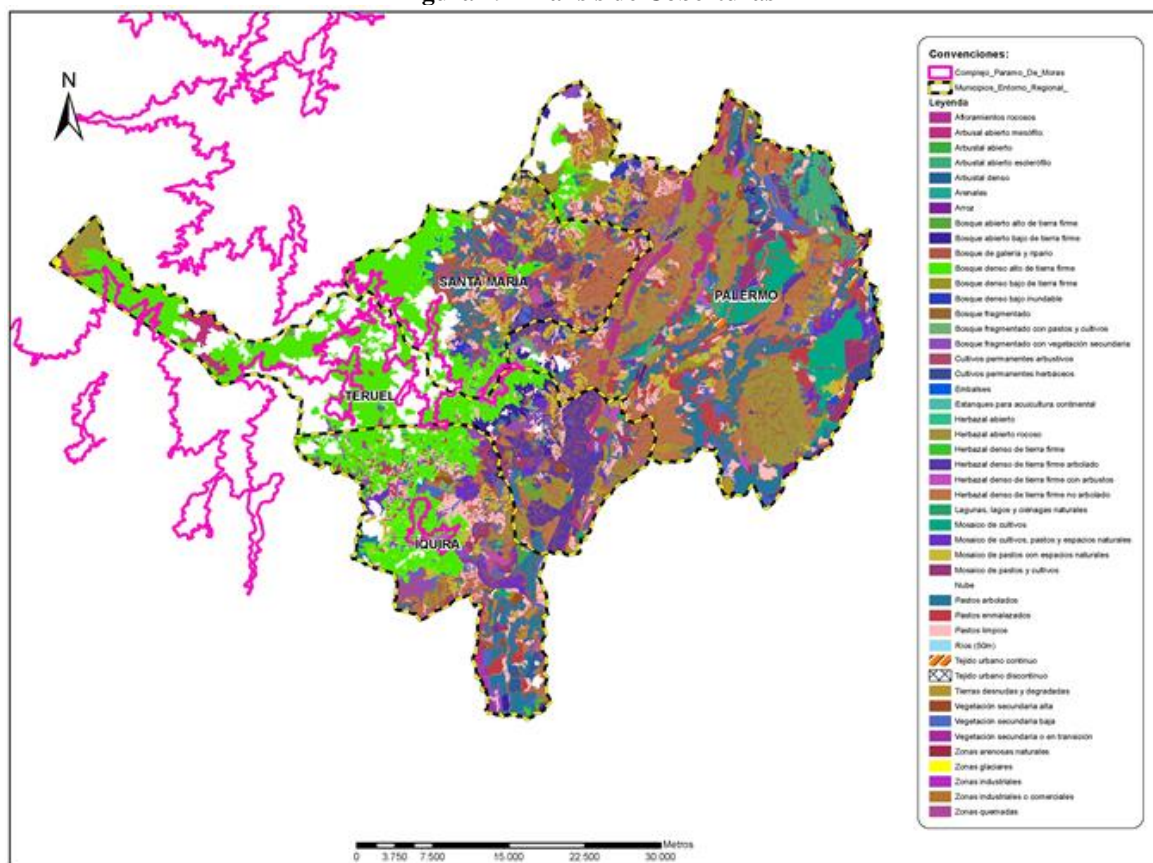 N
SANTA MARIA
PALERMO
TERUEL
IQUIRA
Convenciones:
Complejo_Paramo_De_Moras
Municipios_Entorno_Regional_
Leyenda
Afloramientos rocosos
Arbusal abierto mesófilo
Arbustal abierto
Arbustal abierto esclerófilo
Arbustal denso
Arenales
Arroz
Bosque abierto alto de tierra firme
Bosque abierto bajo de tierra firme
Bosque de galería y ripario
Bosque denso alto de tierra firme
Bosque denso bajo de tierra firme
Bosque denso bajo inundable
Bosque fragmentado
Bosque fragmentado con pastos y cultivos
Bosque fragmentado con vegetación secundaria
Cultivos permanentes arbustivos
Cultivos permanentes herbáceos
Embalses
Estanques para acuicultura continental
Herbazal abierto
Herbazal abierto rocoso
Herbazal denso de tierra firme
Herbazal denso de tierra firme arbolado
Herbazal denso de tierra firme con arbustos
Herbazal denso de tierra firme no arbolado
Lagunas, lagos y ciénagas naturales
Mosaico de cultivos
Mosaico de cultivos, pastos y espacios naturales
Mosaico de pastos con espacios naturales
Mosaico de pastos y cultivos
Nube
Pastos arbolados
Pastos enmalezados
Pastos limpios
Ríos (50m)
Tejido urbano continuo
Tejido urbano discontinuo
Tierras desnudas y degradadas
Vegetación secundaria alta
Vegetación secundaria baja
Vegetación secundaria o en transición
Zonas arenosas naturales
Zonas glaciares
Zonas industriales
Zonas industriales o comerciales
Zonas quemadas
Metros
0 3.750 7.500 15.000 22.500 30.000